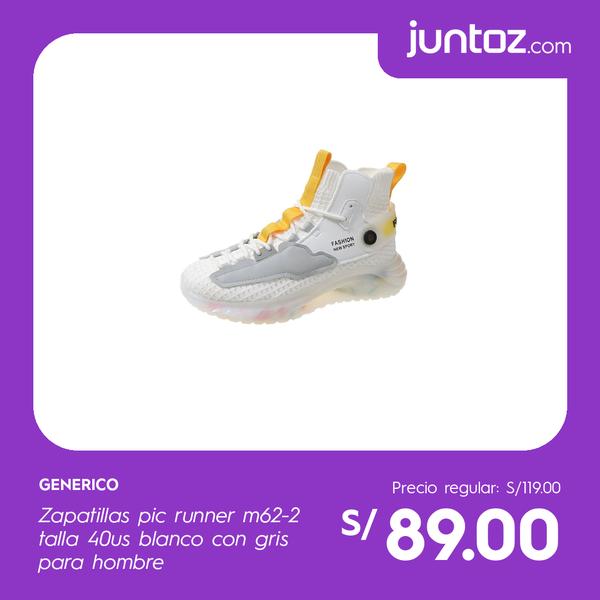 juntoz.com
FASHION
NEW SPORT
GENERICO
Zapatillas pic runner m62-2
talla 40us blanco con gris
para hombre
Precio regular: S/119.00
S/ 89.00